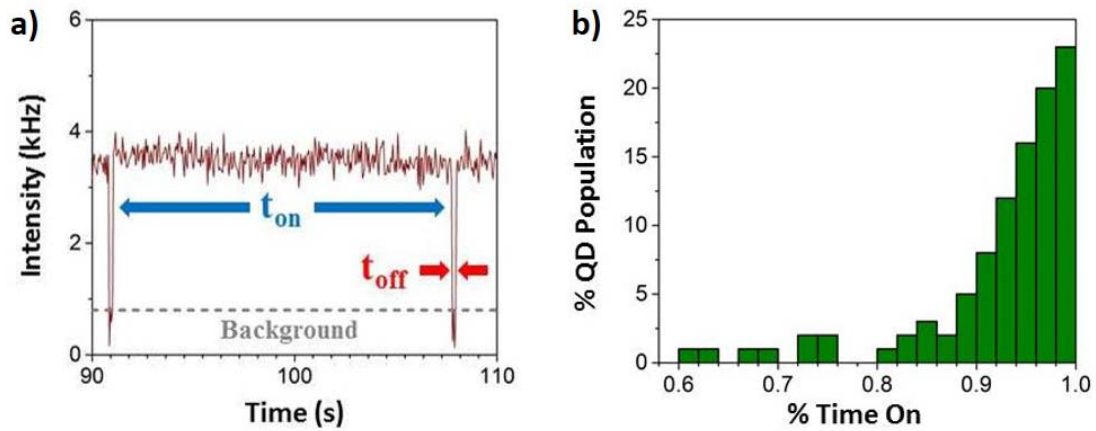 a)
Intensity (kHz)
6
4
2
0
t_on
t_off
Background
90
100
110
Time (s)
b)
% QD Population
25
20
15
10
5
0
0.6
0.7
0.8
0.9
1.0
% Time On